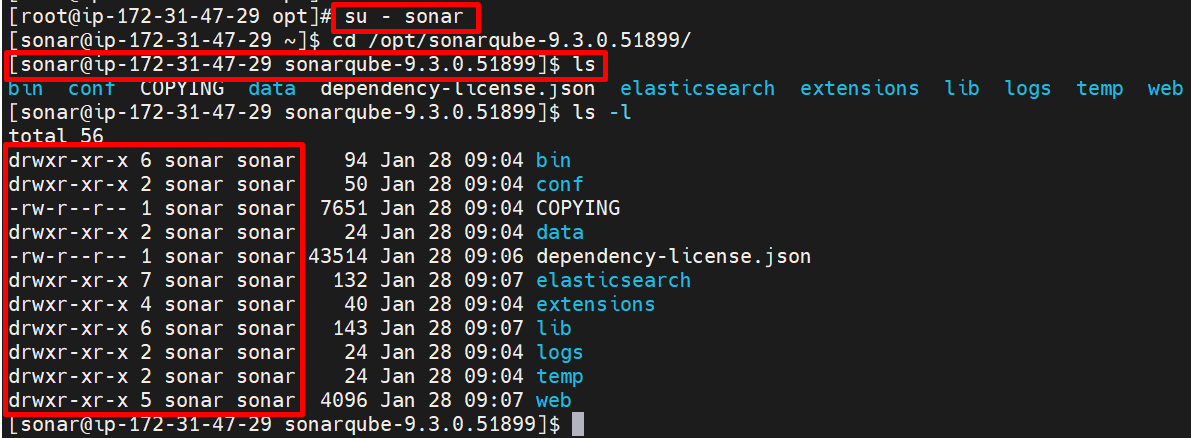 [root@ip-172-31-47-29 opt]# su - sonar
[sonar@ip-172-31-47-29 ~]$ cd /opt/sonarqube-9.3.0.51899/
[sonar@ip-172-31-47-29 sonarqube-9.3.0.51899]$ ls
bin  conf  COPYING  data  dependency-license.json  elasticsearch  extensions  lib  logs  temp  web
[sonar@ip-172-31-47-29 sonarqube-9.3.0.51899]$ ls -l
total 56
drwxr-xr-x 6 sonar sonar    94 Jan 28 09:04 bin
drwxr-xr-x 2 sonar sonar    50 Jan 28 09:04 conf
-rw-r--r-- 1 sonar sonar  7651 Jan 28 09:04 COPYING
drwxr-xr-x 2 sonar sonar    24 Jan 28 09:04 data
-rw-r--r-- 1 sonar sonar 43514 Jan 28 09:06 dependency-license.json
drwxr-xr-x 7 sonar sonar   132 Jan 28 09:07 elasticsearch
drwxr-xr-x 4 sonar sonar    40 Jan 28 09:04 extensions
drwxr-xr-x 6 sonar sonar   143 Jan 28 09:07 lib
drwxr-xr-x 2 sonar sonar    24 Jan 28 09:04 logs
drwxr-xr-x 2 sonar sonar    24 Jan 28 09:04 temp
drwxr-xr-x 5 sonar sonar  4096 Jan 28 09:07 web
[sonar@ip-172-31-47-29 sonarqube-9.3.0.51899]$